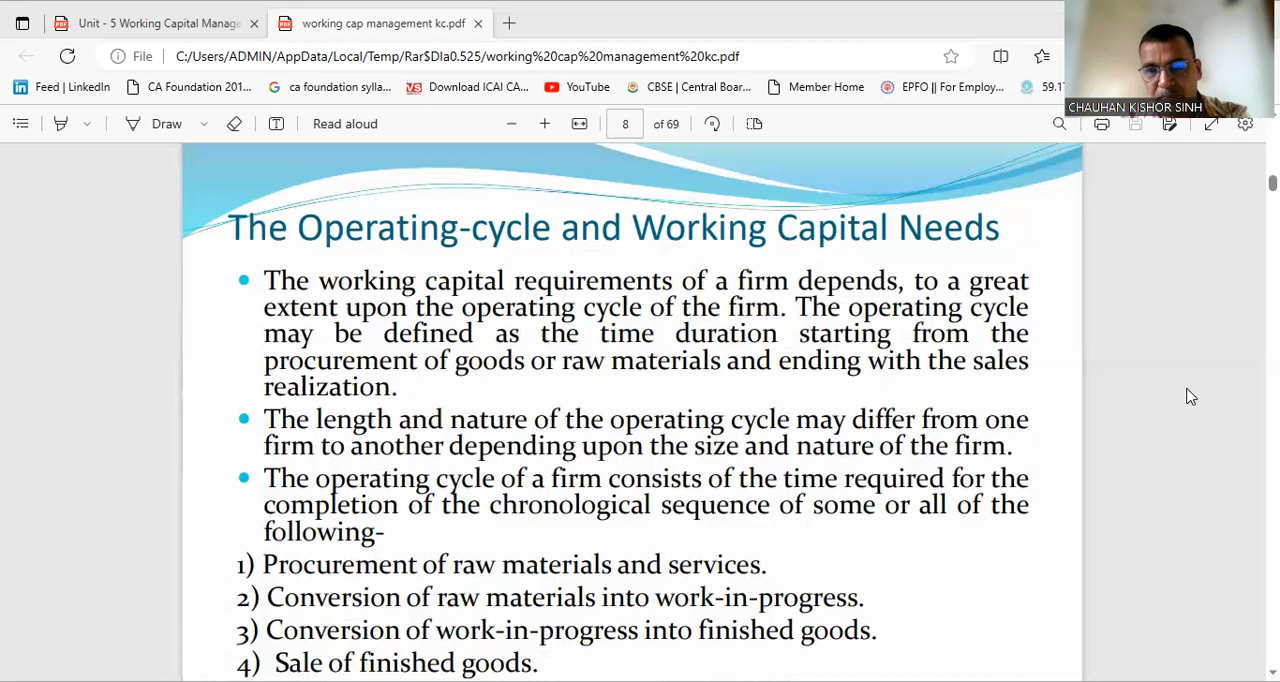 Unit - 5 Working Capital Manage
working cap management kc.pdf
File C:/Users/ADMIN/AppData/Local/Temp/Rar$DIa0.525/working%20cap%20management%20kc.pdf
Feed | LinkedIn CA Foundation 201... ca foundation sylla... Download ICAI CA... YouTube CBSE | Central Boar... Member Home EPFO || For Employ... 59.1
CHAUHAN KISHOR SINH
Draw Read aloud 8 of 69
The Operating-cycle and Working Capital Needs
The working capital requirements of a firm depends, to a great
extent upon the operating cycle of the firm. The operating cycle
may be defined as the time duration starting from the
procurement of goods or raw materials and ending with the sales
realization.
The length and nature of the operating cycle may differ from one
firm to another depending upon the size and nature of the firm.
The operating cycle of a firm consists of the time required for the
completion of the chronological sequence of some or all of the
following-
1) Procurement of raw materials and services.
2) Conversion of raw materials into work-in-progress.
3) Conversion of work-in-progress into finished goods.
4) Sale of finished goods.